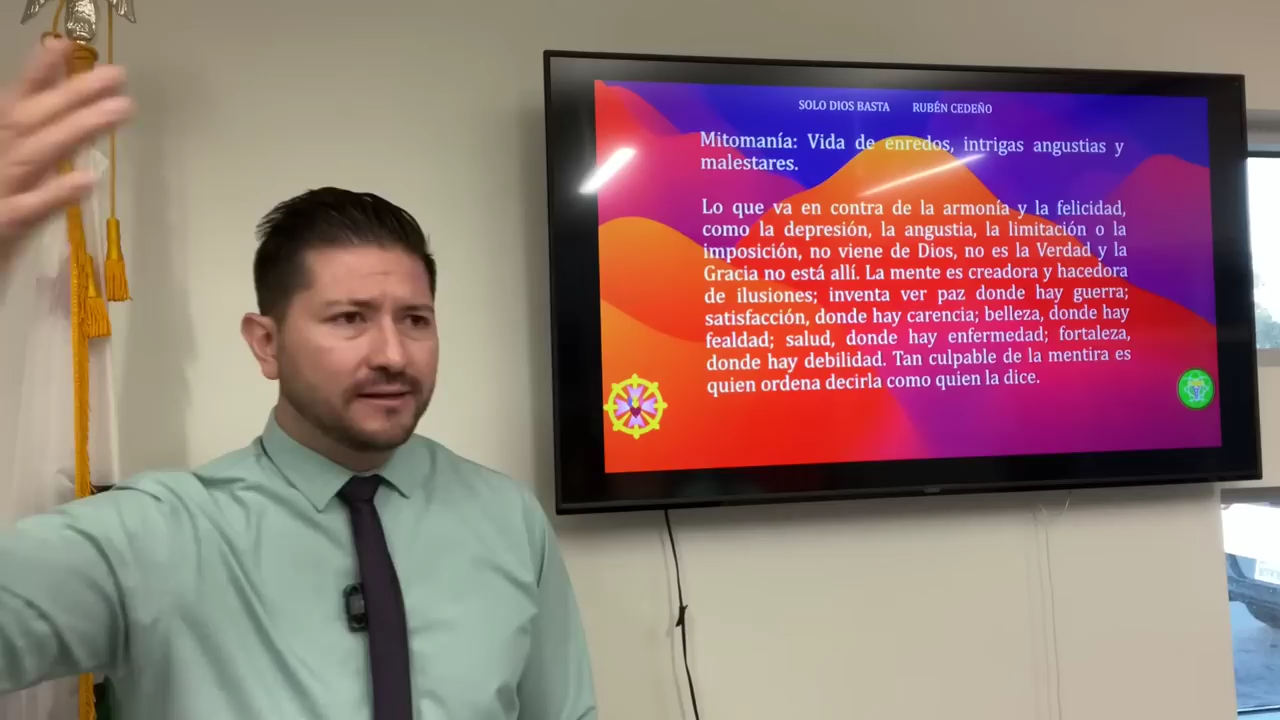 SOLO DIOS BASTA RUBÉN CEDEÑO
Mitomanía: Vida de enredos, intrigas angustias y
malestares.
Lo que va en contra de la armonía y la felicidad,
como la depresión, la angustia, la limitación o la
imposición, no viene de Dios, no es la Verdad y la
Gracia no está allí. La mente es creadora y hacedora
de ilusiones; inventa ver paz donde hay guerra;
satisfacción, donde hay carencia; belleza, donde hay
fealdad; salud, donde hay enfermedad; fortaleza,
donde hay debilidad. Tan culpable de la mentira es
quien ordena decirla como quien la dice.